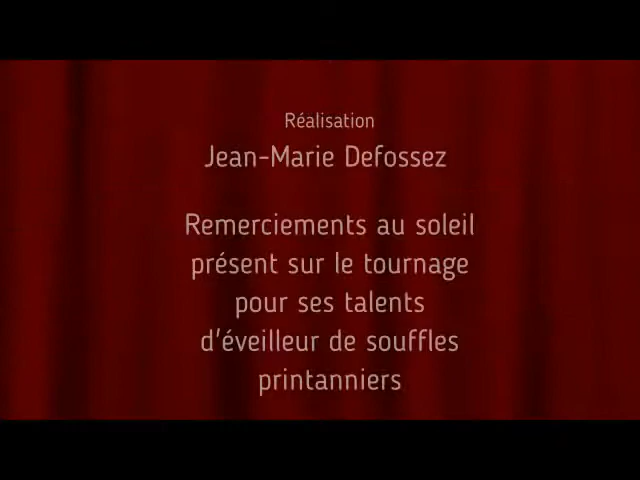 Réalisation
Jean-Marie Defossez
Remerciements au soleil
présent sur le tournage
pour ses talents
d'éveilleur de souffles
printanniers